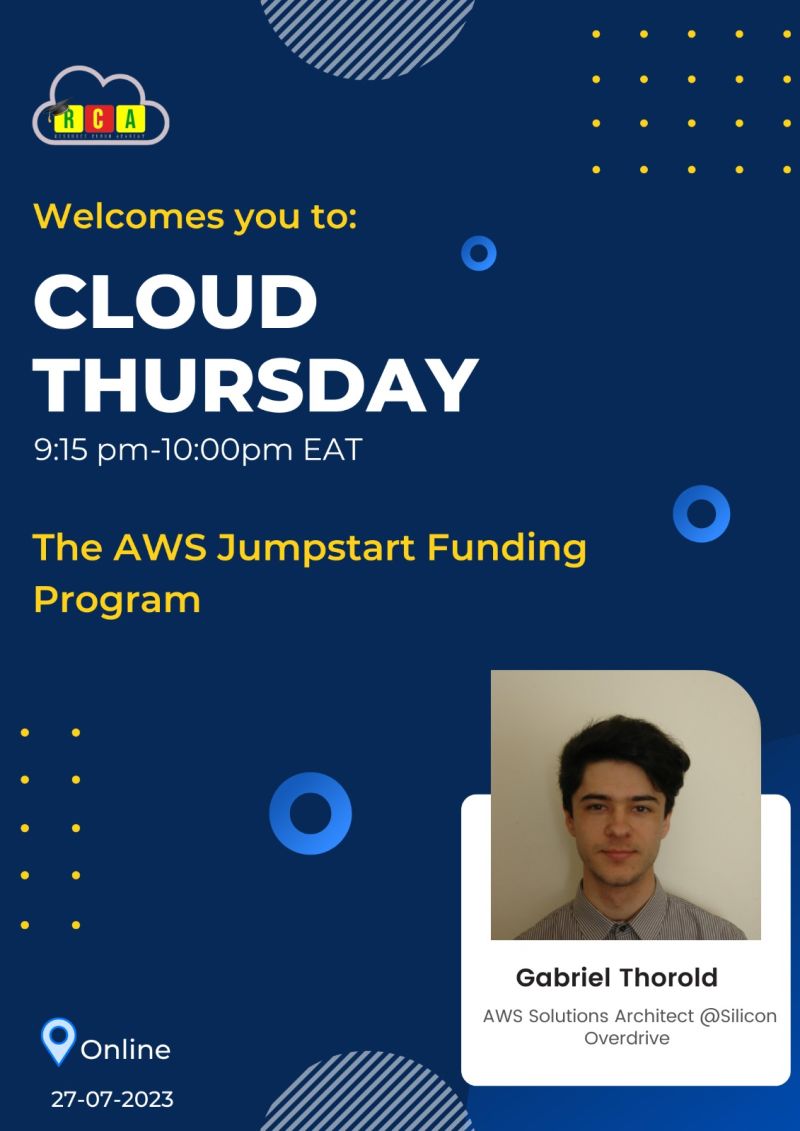 RCA
Welcomes you to:
CLOUD
THURSDAY
9:15 pm-10:00pm EAT
The AWS Jumpstart Funding
Program
Gabriel Thorold
AWS Solutions Architect @Silicon
Overdrive
Online
27-07-2023